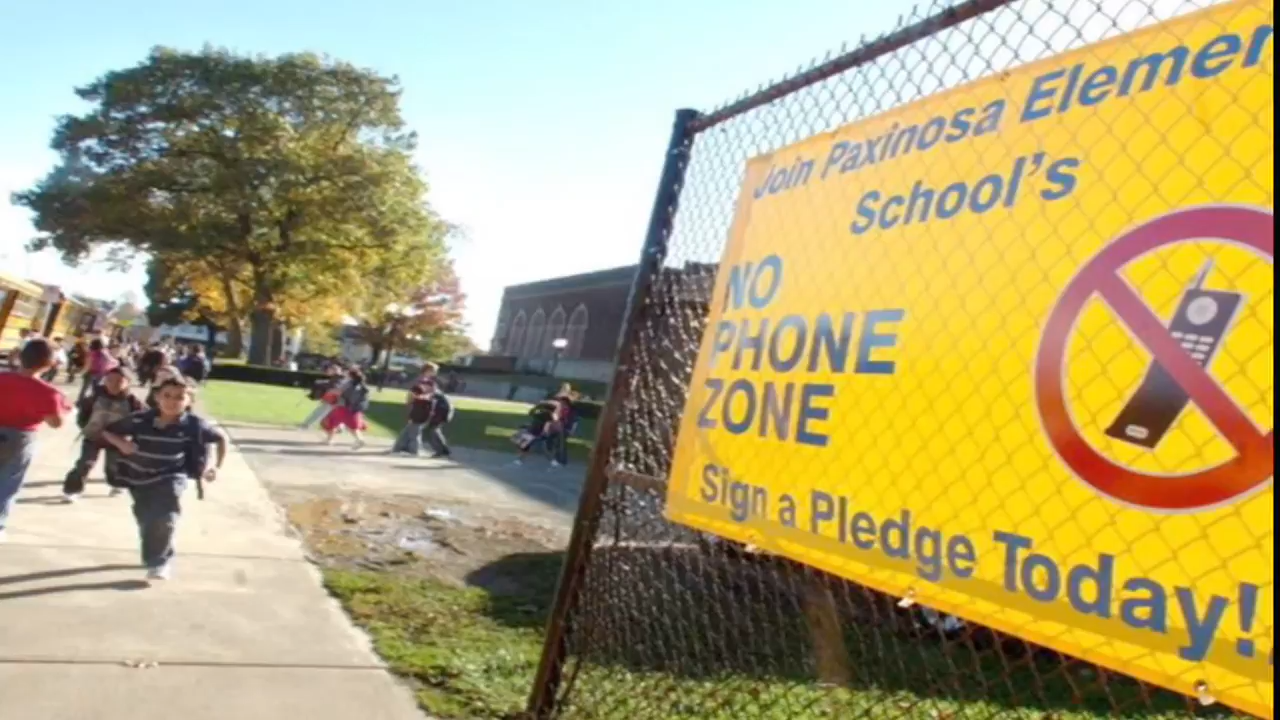 Join Paxinosa Elemen
School's
NO
PHONE
ZONE
Sign a Pledge Today!